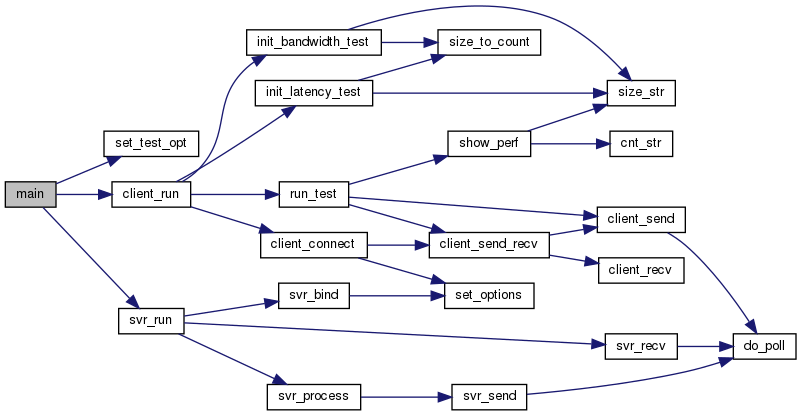 init_bandwidth_test
size_to_count
init_latency_test
size_str
set_test_opt
show_perf
cnt_str
main
client_run
run_test
client_send
client_connect
client_send_recv
client_recv
svr_bind
set_options
svr_run
svr_recv
do_poll
svr_process
svr_send